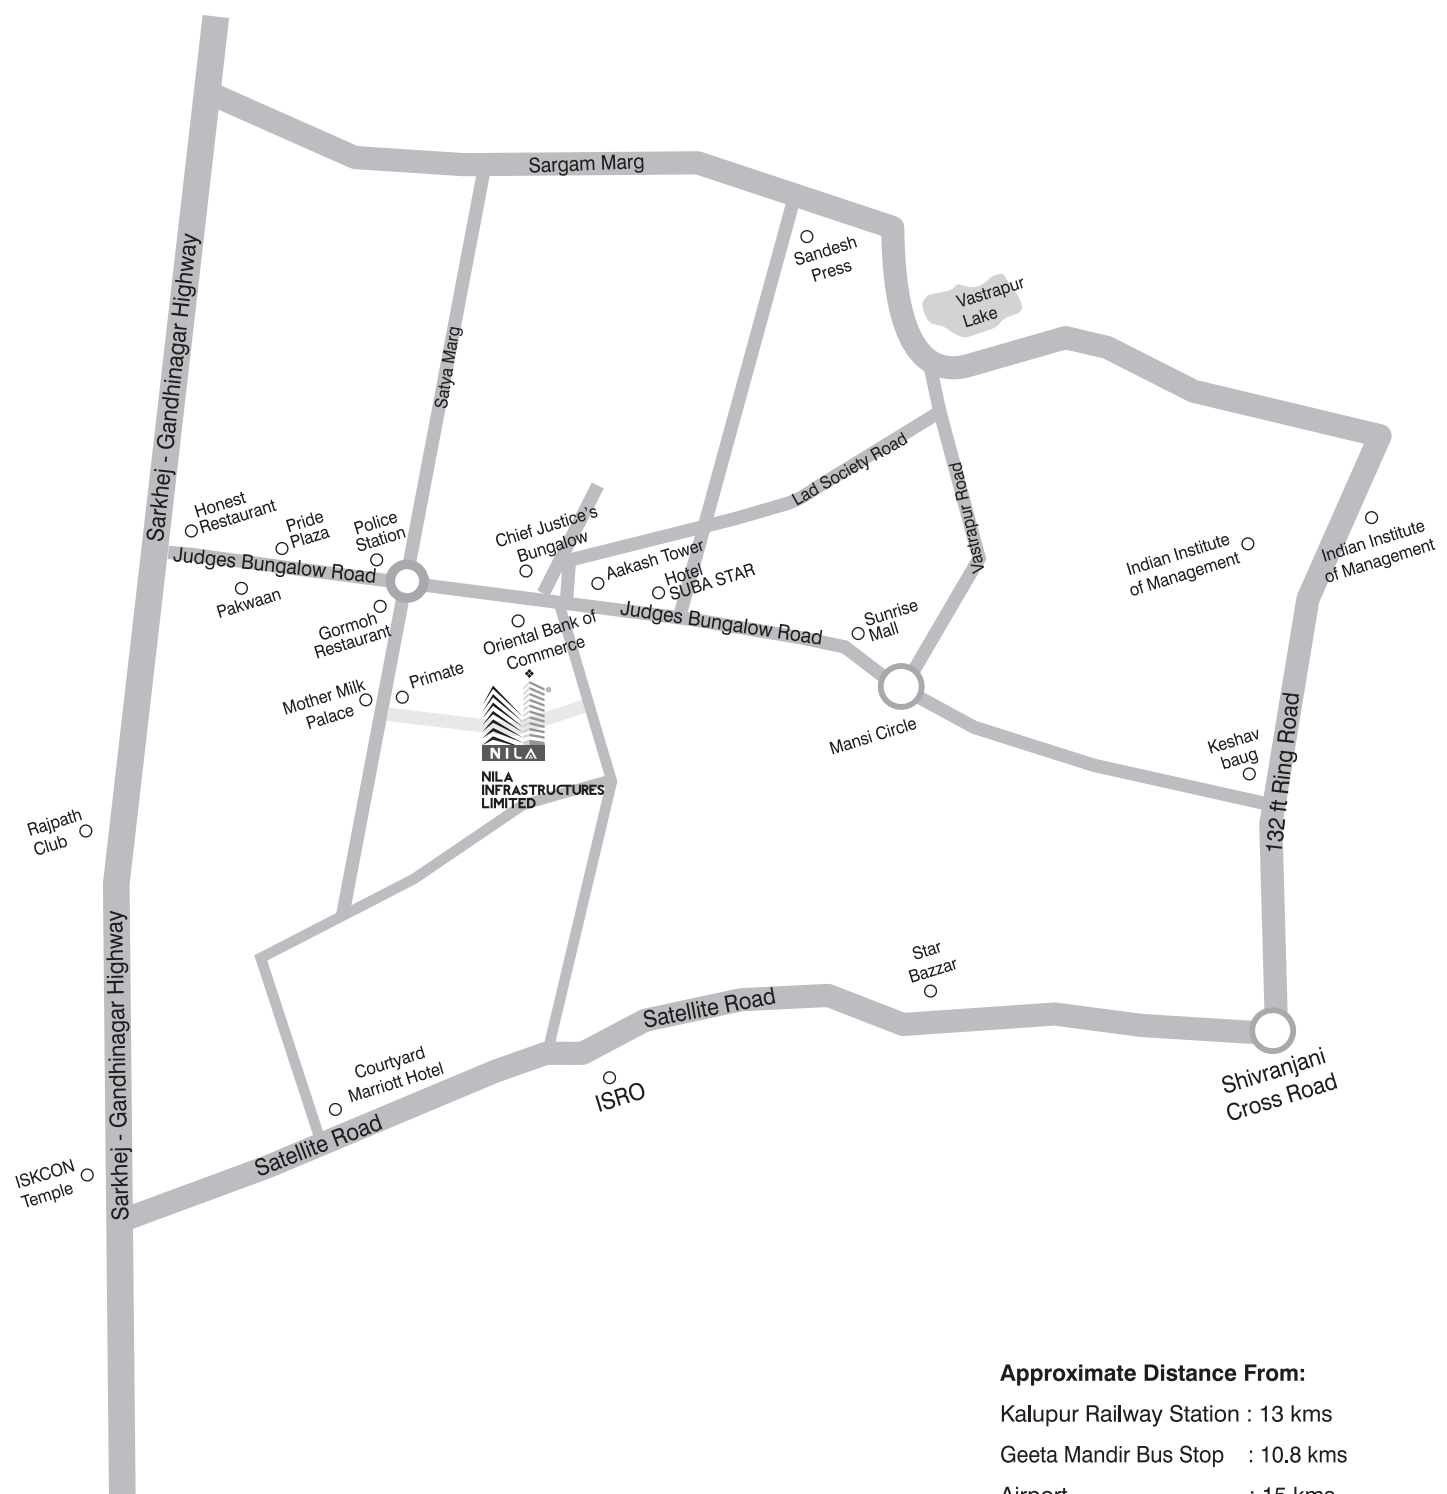 Sargam Marg
Sarkhej - Gandhinagar Highway
Sandesh
Press
Vastrapur
Lake
Satya Marg
Lad Society Road
Vastrapur Road
Honest
Restaurant
Pride
Plaza
Police
Station
Chief Justice's
Bungalow
Aakash Tower
Hotel
SUBA STAR
Indian Institute
of Management
Indian Institute
of Management
Judges Bungalow Road
Pakwaan
Gormoh
Restaurant
Oriental Bank of
Commerce
Judges Bungalow Road
Sunrise
Mall
Mother Milk
Palace
Primate
Mansi Circle
NILA
NILA
INFRASTRUCTURES
LIMITED
Keshav
baug
132 ft Ring Road
Rajpath
Club
Sarkhej - Gandhinagar Highway
Star
Bazzar
Satellite Road
Courtyard
Marriott Hotel
ISRO
Shivranjani
Cross Road
Satellite Road
ISKCON
Temple
Approximate Distance From:
Kalupur Railway Station : 13 kms
Geeta Mandir Bus Stop : 10.8 kms
Airport : 15 kms